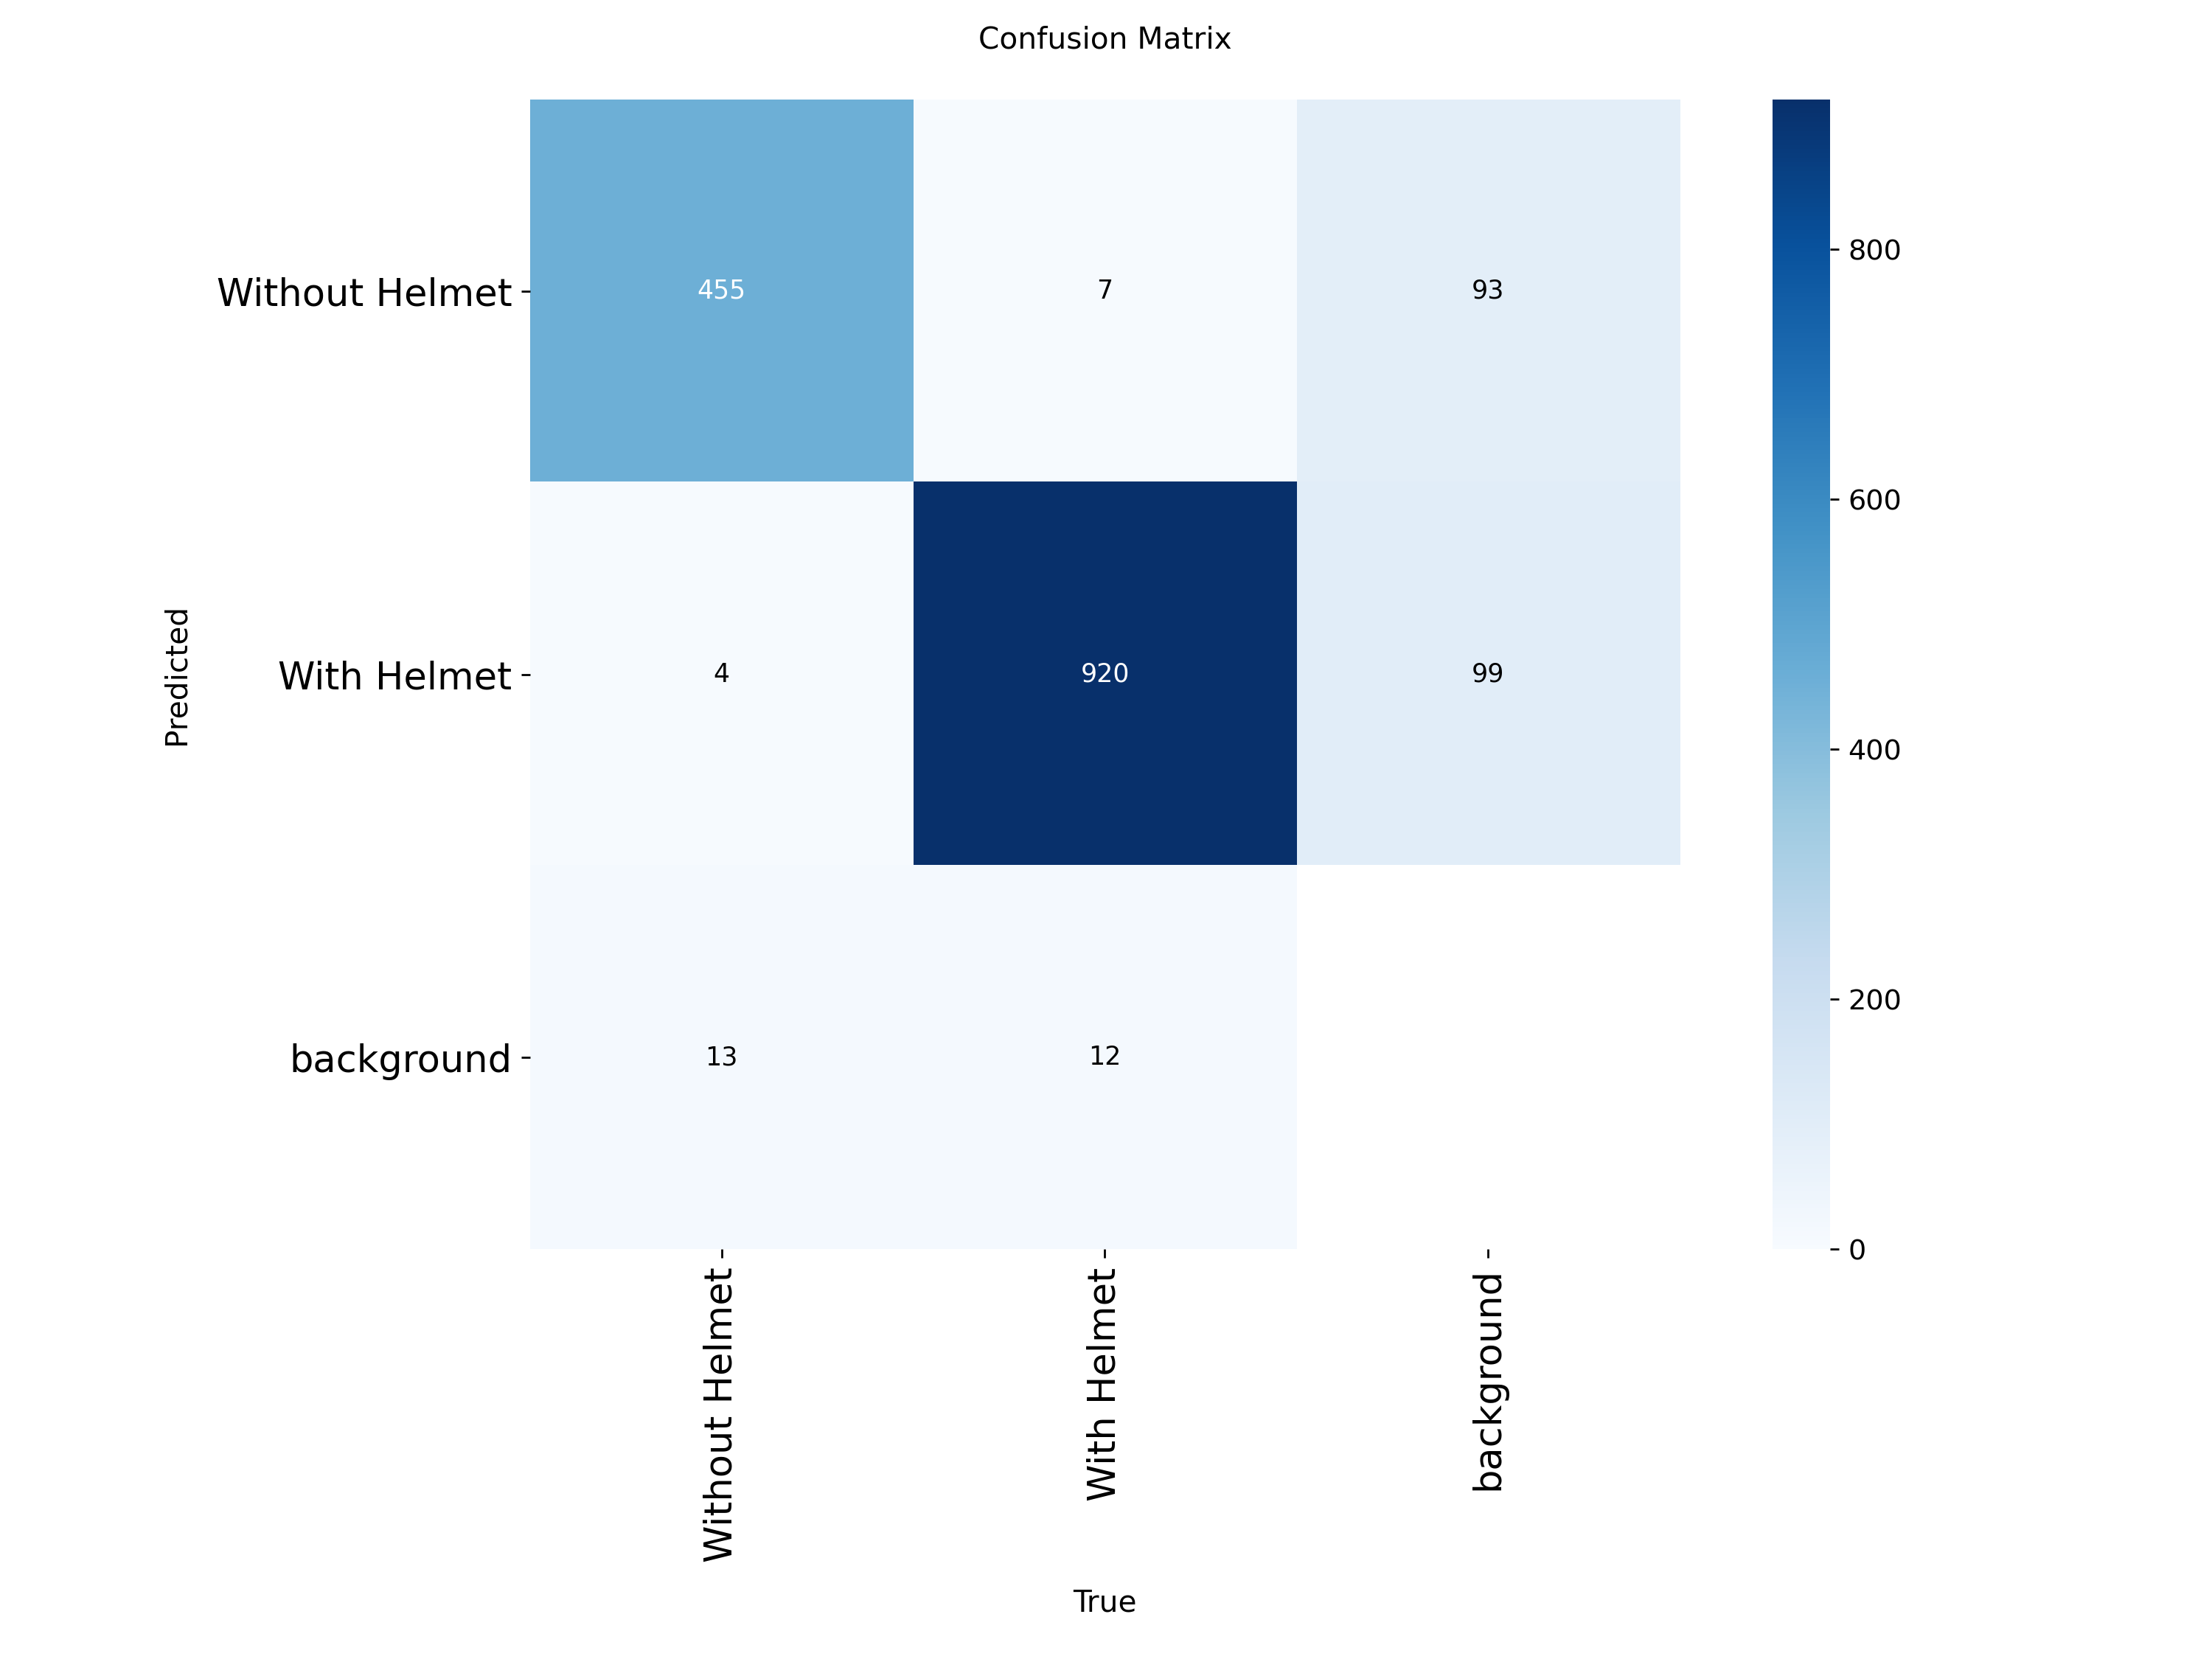 Confusion Matrix
Without Helmet
455
7
93
With Helmet
4
920
99
background
13
12
Predicted
Without Helmet
With Helmet
background
True
800
600
400
200
0